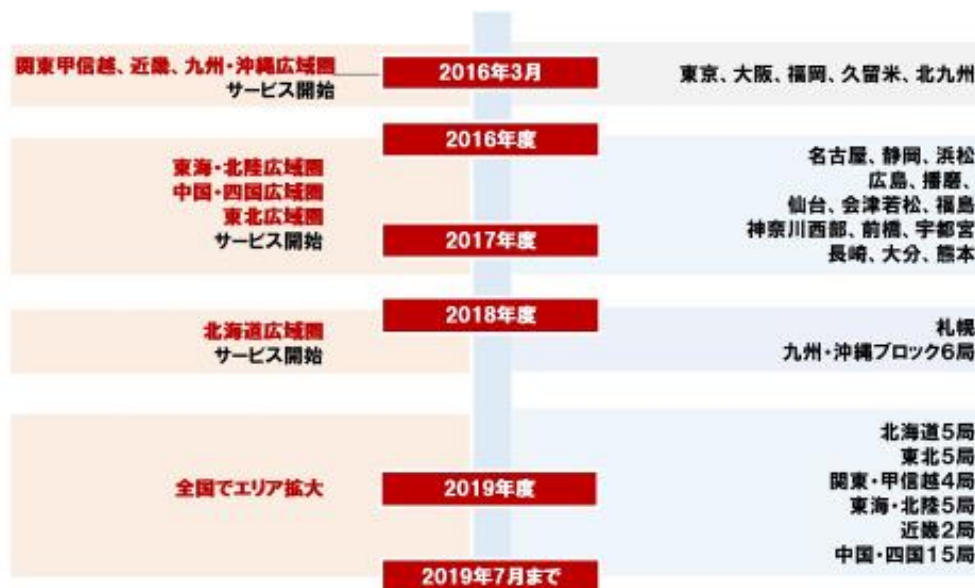 関東甲信越、近畿、九州・沖縄広域圏
サービス開始
2016年3月
東京、大阪、福岡、久留米、北九州
2016年度
東海・北陸広域圏
中国・四国広域圏
東北広域圏
サービス開始
2017年度
名古屋、静岡、浜松
広島、播磨、
仙台、会津若松、福島
神奈川西部、前橋、宇都宮
長崎、大分、熊本
2018年度
北海道広域圏
サービス開始
札幌
九州・沖縄ブロック6局
全国でエリア拡大
2019年度
北海道5局
東北5局
関東・甲信越4局
東海・北陸5局
近畿2局
中国・四国15局
2019年7月まで